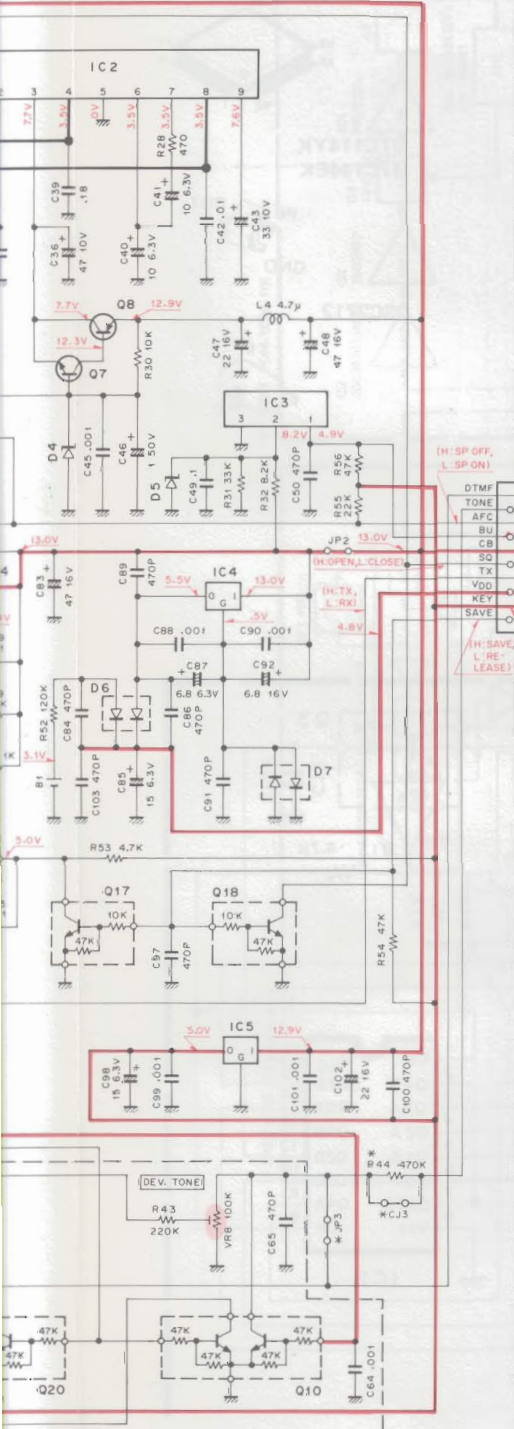 IC2
3 4 5 6 7 8 9
7.7V 3.5V 0V 3.5V 3.5V 3.5V 7.6V
R28 470
C39 .18
C41 10 6.3V
C36 47 10V
C40 10 6.3V
C42 .01
C43 33 10V
7.7V
Q8
12.9V
12.3V
Q7
R30 10K
L4 4.7μ
C47 22 16V
C48 47 16V
IC3
3 2 1
8.2V 4.9V
D4
C45 .001
C46 1 50V
D5
C49 .1
R31 33K
R32 8.2K
C50 470P
R56 47K
R55 22K
(H:SP OFF,
L:SP ON)
DTMF
TONE
AFC
BU
CB
SQ
TX
VDD
KEY
SAVE
13.0V
JP2
13.0V
(H:OPEN,L:CLOSE)
C83 47 16V
C89 470P
IC4
5.5V
O I
G
13.0V
.5V
(H:TX,
L:RX)
4.8V
(H:SAVE,
L:RE-
LEASE)
C88 .001
C90 .001
C87
6.8 6.3V
C92
6.8 16V
R52 120K
C84 470P
D6
C86 470P
3.1V
1K
B1
C103 470P
C85 15 6.3V
C91 470P
D7
5.0V
R53 4.7K
Q17
10K
47K
C97 470P
Q18
10K
47K
R54 47K
IC5
5.0V
O I
G
12.9V
C98 15 6.3V
C99 .001
C101 .001
C102 22 16V
C100 470P
DEV. TONE
R43
220K
VR8 100K
C65 470P
* JP3
*
R44 470K
*CJ3
47K
47K
Q20
47K
47K
47K
47K
Q10
C64 .001